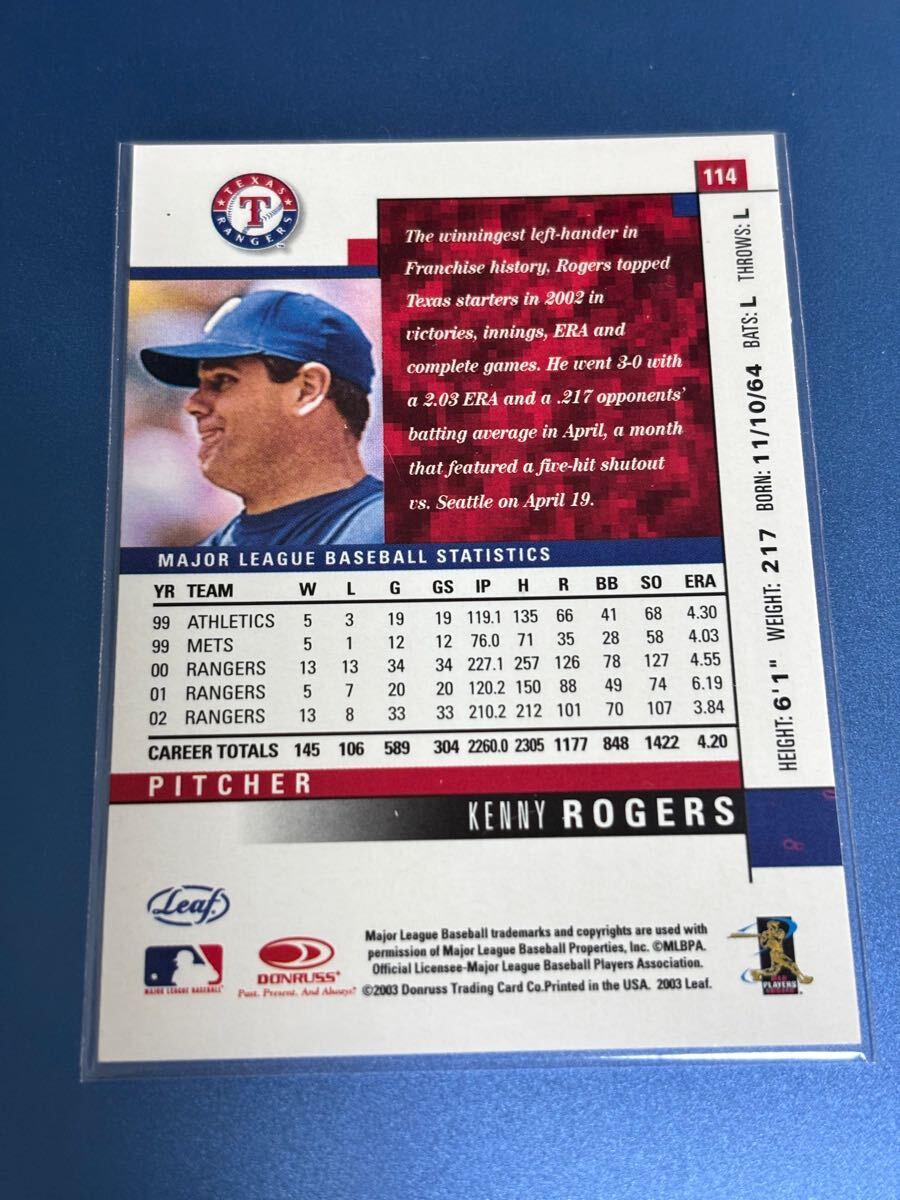 TEXAS
T
RANGERS
114
The winningest left-hander in
Franchise history, Rogers topped
Texas starters in 2002 in
victories, innings, ERA and
complete games. He went 3-0 with
a 2.03 ERA and a .217 opponents'
batting average in April, a month
that featured a five-hit shutout
vs. Seattle on April 19.
HEIGHT: 6'1" WEIGHT: 217 BORN: 11/10/64 BATS: L THROWS: L
MAJOR LEAGUE BASEBALL STATISTICS
YR TEAM W L G GS IP H R BB SO ERA
99 ATHLETICS 5 3 19 19 119.1 135 66 41 68 4.30
99 METS 5 1 12 12 76.0 71 35 28 58 4.03
00 RANGERS 13 13 34 34 227.1 257 126 78 127 4.55
01 RANGERS 5 7 20 20 120.2 150 88 49 74 6.19
02 RANGERS 13 8 33 33 210.2 212 101 70 107 3.84
CAREER TOTALS 145 106 589 304 2260.0 2305 1177 848 1422 4.20
PITCHER
KENNY ROGERS
Leaf
MAJOR LEAGUE BASEBALL
DONRUSS
Past, Present, And Always!
Major League Baseball trademarks and copyrights are used with
permission of Major League Baseball Properties, Inc. ©MLBPA.
Official Licensee-Major League Baseball Players Association.
©2003 Donruss Trading Card Co.Printed in the USA. 2003 Leaf.
PLAYERS